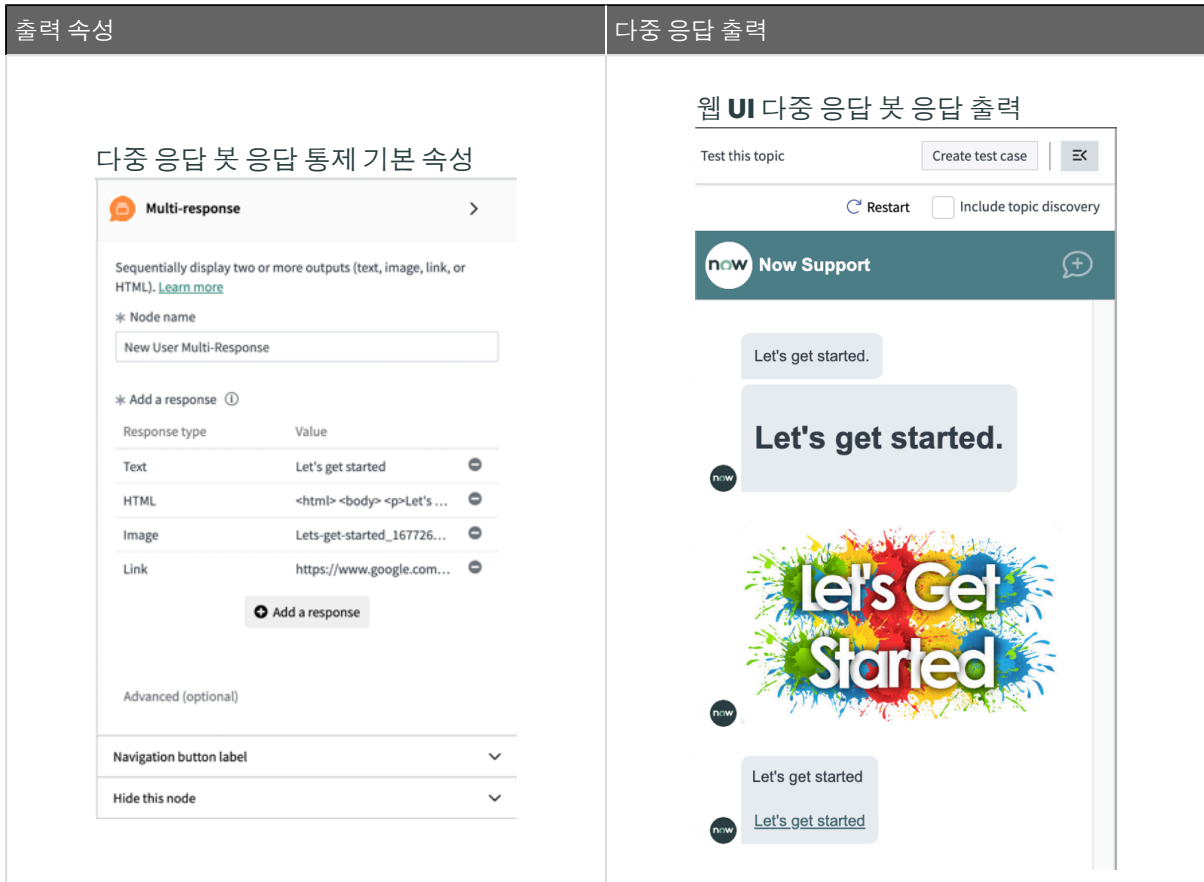 출력 속성
다중 응답 출력
다중 응답 봇 응답 통제 기본 속성
Multi-response
Sequentially display two or more outputs (text, image, link, or
HTML). Learn more
* Node name
New User Multi-Response
* Add a response
Response type Value
Text Let's get started
HTML <html> <body> <p>Let's ...
Image Lets-get-started_167726...
Link https://www.google.com...
Add a response
Advanced (optional)
Navigation button label
Hide this node
웹 UI 다중 응답 봇 응답 출력
Test this topic Create test case
Restart Include topic discovery
now Now Support
Let's get started.
Let's get started.
now
Let's Get
Started
now
Let's get started
Let's get started
now